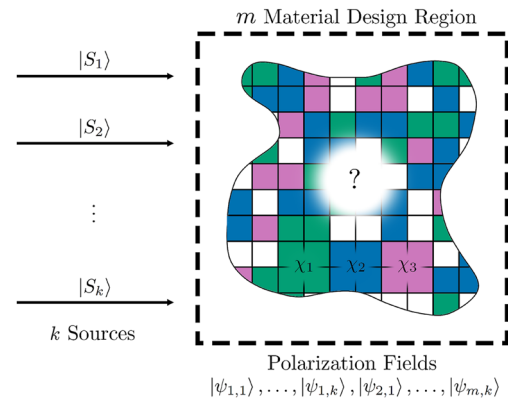 m Material Design Region
|S₁⟩
|S₂⟩
⋮
|Sₖ⟩
k Sources
?
χ₁ χ₂ χ₃
Polarization Fields
|ψ₁,₁⟩, . . . , |ψ₁,ₖ⟩, |ψ₂,₁⟩, . . . , |ψₘ,ₖ⟩